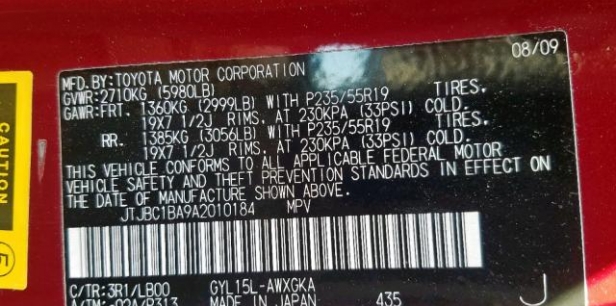 08/09
MFD.BY:TOYOTA MOTOR CORPORATION
GVWR:2710KG (5980LB)
GAWR:FRT. 1360KG (2999LB) WITH P235/55R19 TIRES.
19X7 1/2J RIMS. AT 230KPA (33PSI) COLD.
RR. 1385KG (3056LB) WITH P235/55R19 TIRES.
19X7 1/2J RIMS. AT 230KPA (33PSI) COLD.
THIS VEHICLE CONFORMS TO ALL APPLICABLE FEDERAL MOTOR
VEHICLE SAFETY AND THEFT PREVENTION STANDARDS IN EFFECT ON
THE DATE OF MANUFACTURE SHOWN ABOVE.
JTJBC1BA9A2010184 MPV
C/TR:3R1/LB00 GYL15L-AWXGKA
MADE IN JAPAN 435
J
CAUTION